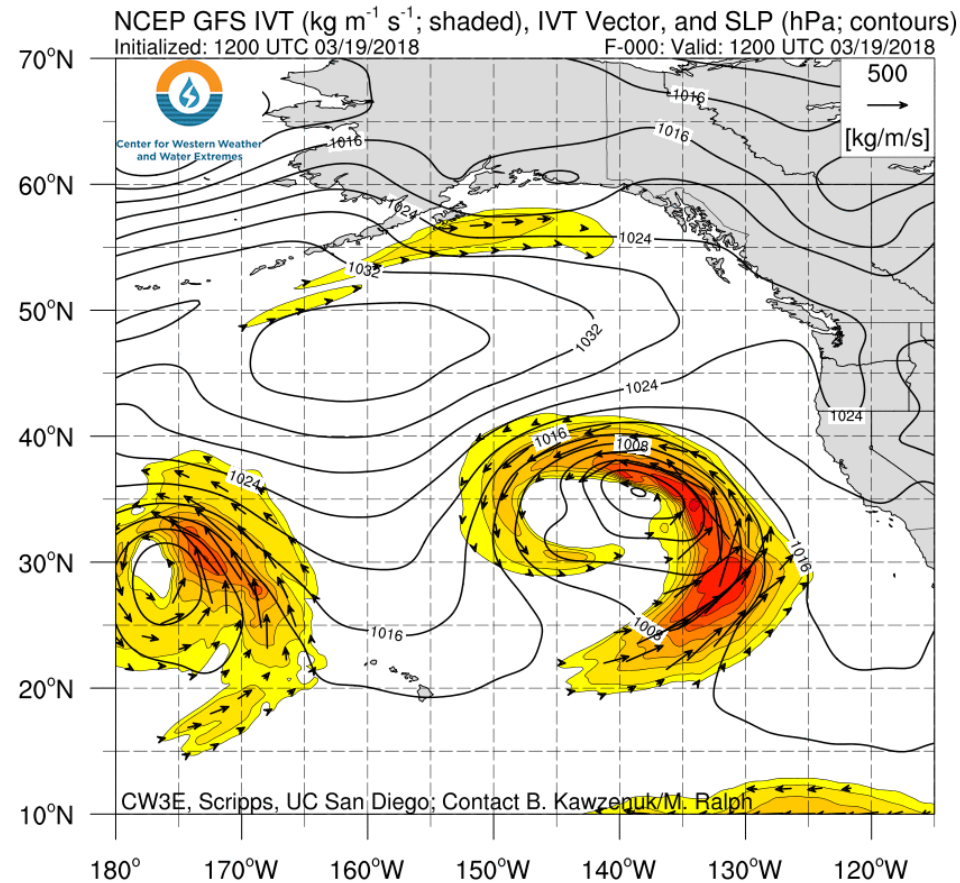 NCEP GFS IVT (kg m⁻¹ s⁻¹; shaded), IVT Vector, and SLP (hPa; contours)
Initialized: 1200 UTC 03/19/2018 F-000: Valid: 1200 UTC 03/19/2018
70°N
500
[kg/m/s]
Center for Western Weather
and Water Extremes
1016
1016
1016
60°N
1024
1024
1032
50°N
1032
1024
1024
40°N
1016
1008
1024
30°N
1016
1008
1016
20°N
CW3E, Scripps, UC San Diego; Contact B. Kawzenuk/M. Ralph
10°N
180° 170°W 160°W 150°W 140°W 130°W 120°W